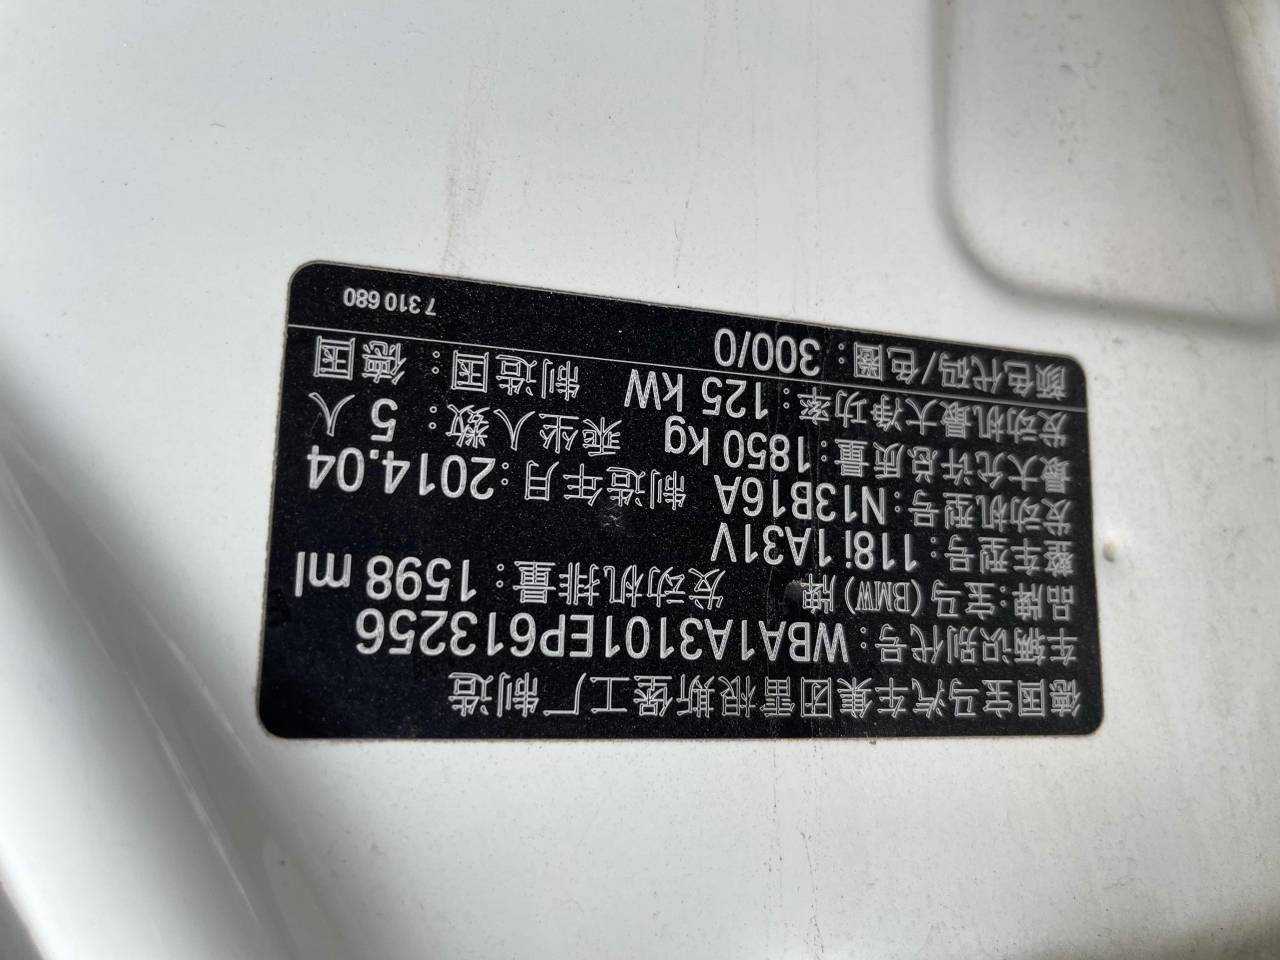 德国宝马汽车集团雷根斯堡工厂 制造
车辆识别代号: WBA1A3101EP613256
品牌: 宝马(BMW)牌 发动机排量: 1598 ml
整车型号: 118i 1A31V
发动机型号: N13B16A 制造年月: 2014.04
最大允许总质量: 1850 kg 乘坐人数: 5 人
发动机最大净功率: 125 kW 制造国: 德国
颜色代码/色圈: 300/0
7 310 680